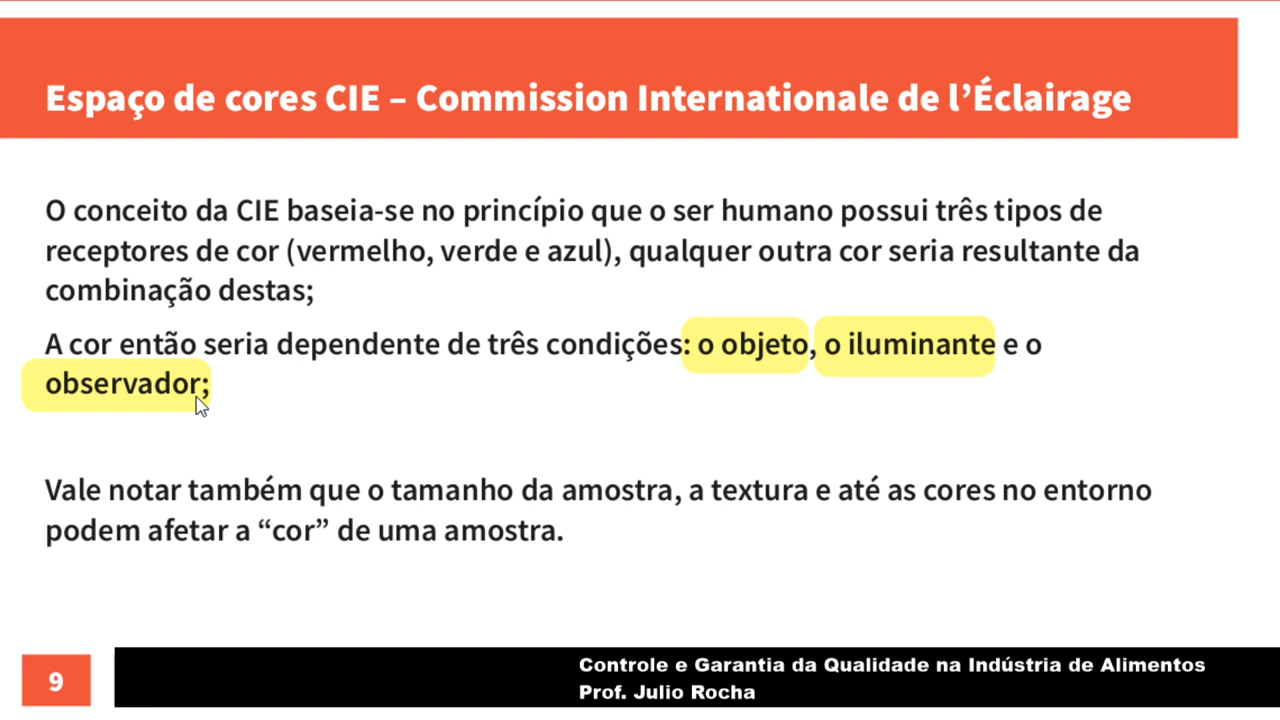 Espaço de cores CIE – Commission Internationale de l’Éclairage
O conceito da CIE baseia-se no princípio que o ser humano possui três tipos de
receptores de cor (vermelho, verde e azul), qualquer outra cor seria resultante da
combinação destas;
A cor então seria dependente de três condições: o objeto, o iluminante e o
observador;
Vale notar também que o tamanho da amostra, a textura e até as cores no entorno
podem afetar a “cor” de uma amostra.
9
Controle e Garantia da Qualidade na Indústria de Alimentos
Prof. Julio Rocha